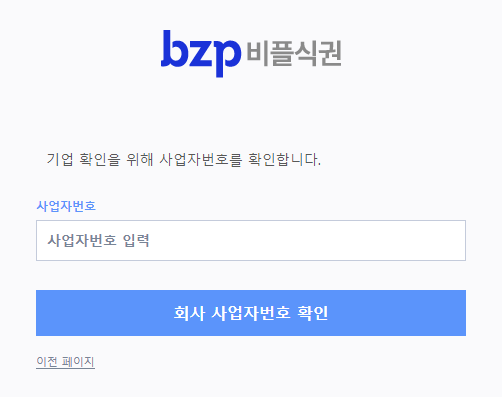 bzp 비플식권
기업 확인을 위해 사업자번호를 확인합니다.
사업자번호
사업자번호 입력
회사 사업자번호 확인
이전 페이지